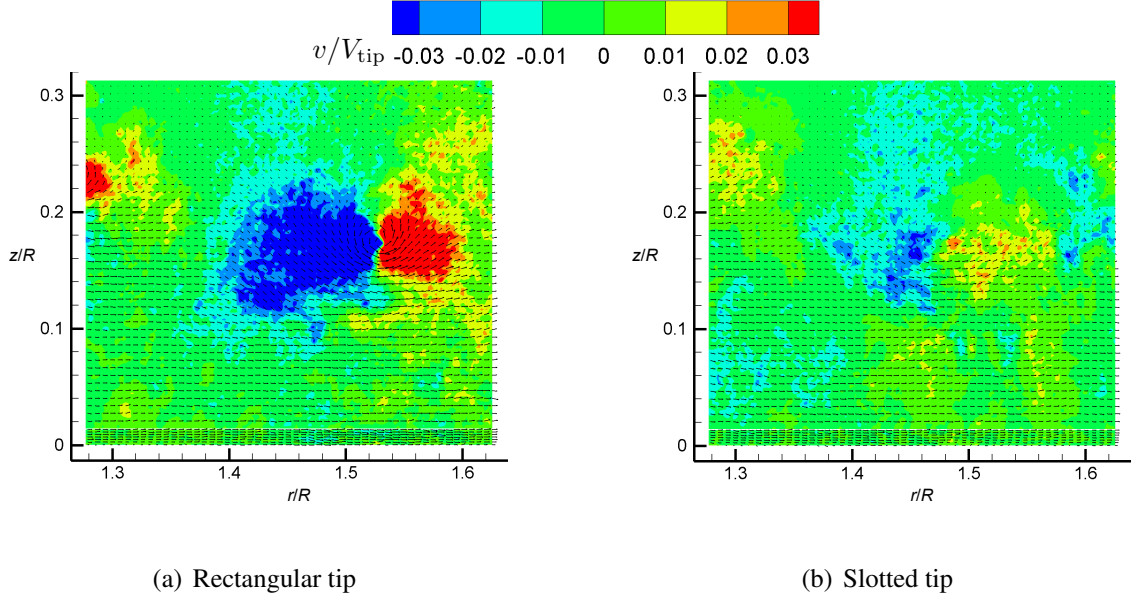 v/V_tip -0.03 -0.02 -0.01 0 0.01 0.02 0.03
0.3
0.2
z/R
0.1
0
1.3 1.4 1.5 1.6
r/R
0.3
0.2
z/R
0.1
0
1.3 1.4 1.5 1.6
r/R
(a) Rectangular tip
(b) Slotted tip